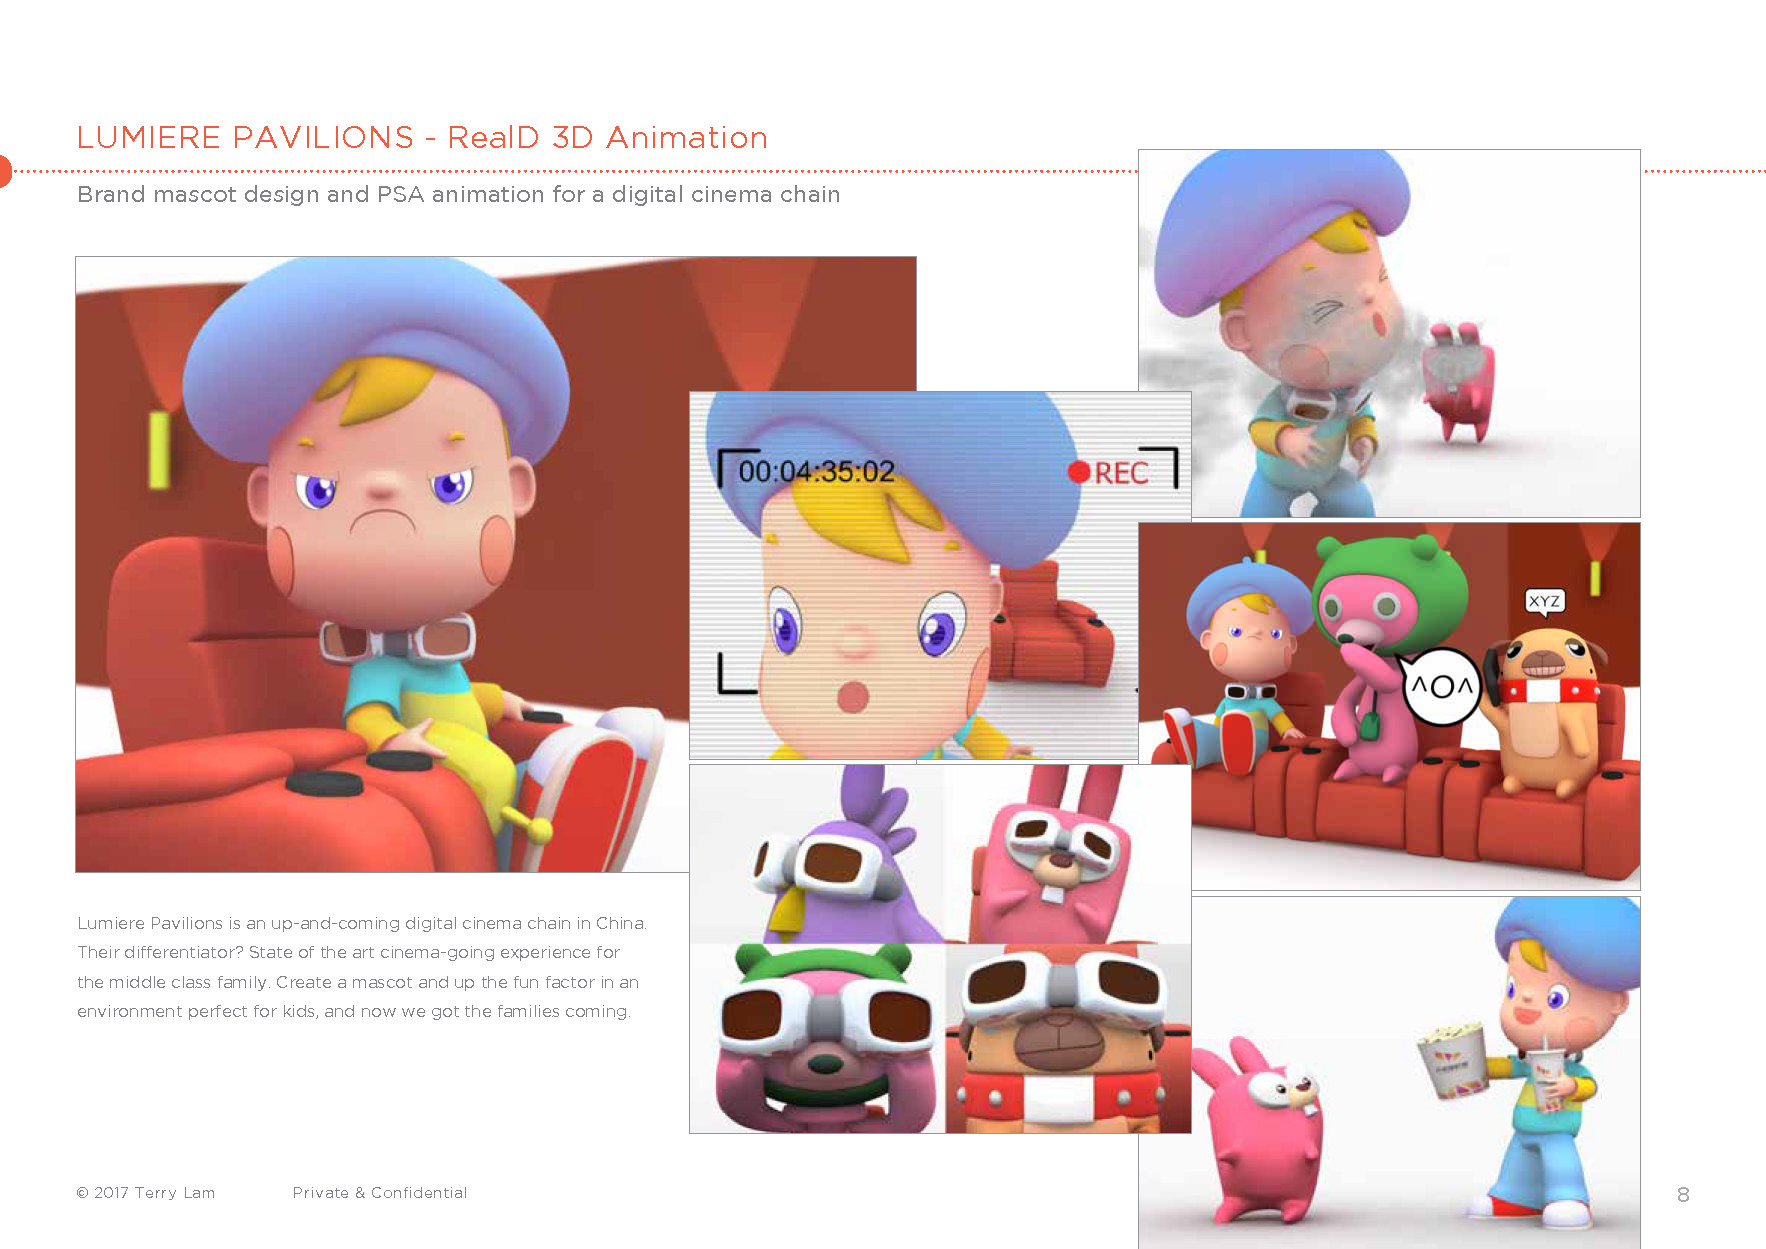 LUMIERE PAVILIONS - RealD 3D Animation
Brand mascot design and PSA animation for a digital cinema chain
00:04:35:02
REC
XYZ
^O^
Lumiere Pavilions is an up-and-coming digital cinema chain in China.
Their differentiator? State of the art cinema-going experience for
the middle class family. Create a mascot and up the fun factor in an
environment perfect for kids, and now we got the families coming.
© 2017 Terry Lam
Private & Confidential
8